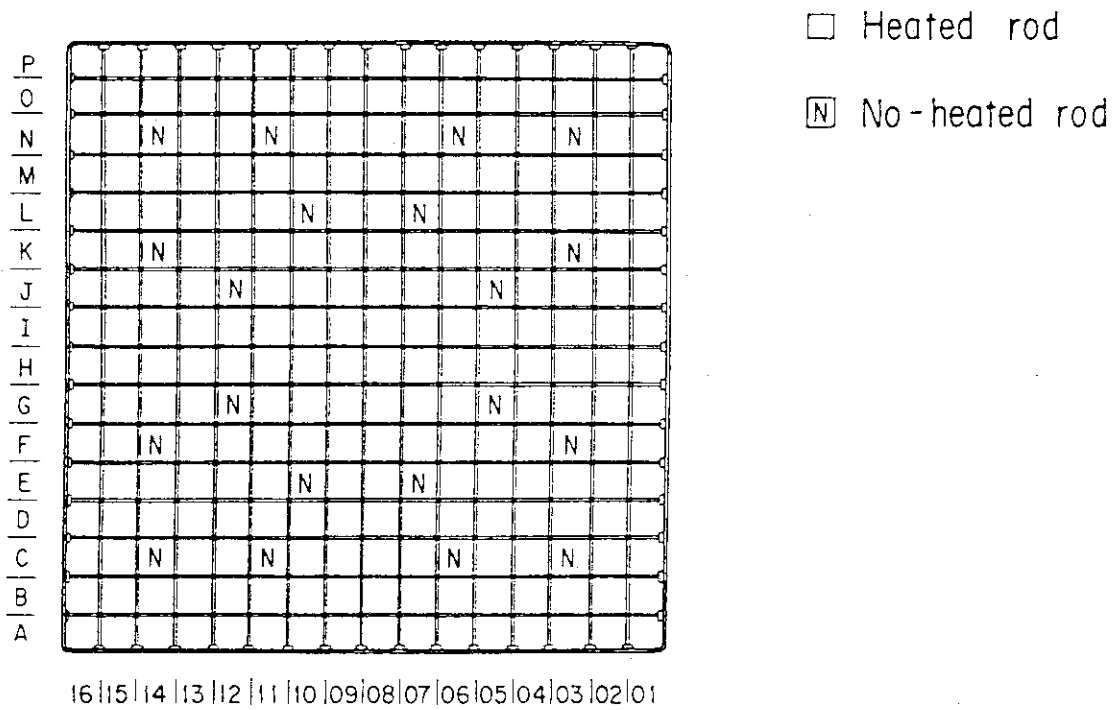 □ Heated rod
N No-heated rod
P
O
N N N N N
M
L N N
K N N
J N N
I
H
G N N
F N N
E N N
D
C N N N N
B
A
16|15|14|13|12|11|10|09|08|07|06|05|04|03|02|01